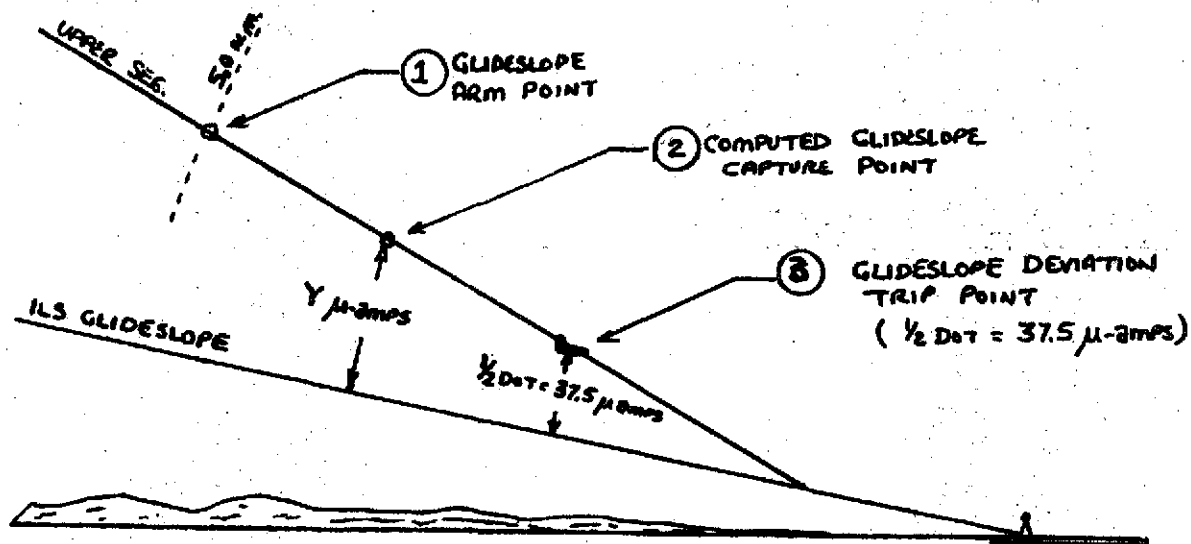 UPPER SEG.
5.0 N.M.
1 GLIDESLOPE
ARM POINT
2 COMPUTED GLIDESLOPE
CAPTURE POINT
3 GLIDESLOPE DEVIATION
TRIP POINT
( 1/2 DOT = 37.5 μ-amps)
Y μ-amps
ILS GLIDESLOPE
1/2 DOT = 37.5 μ amps